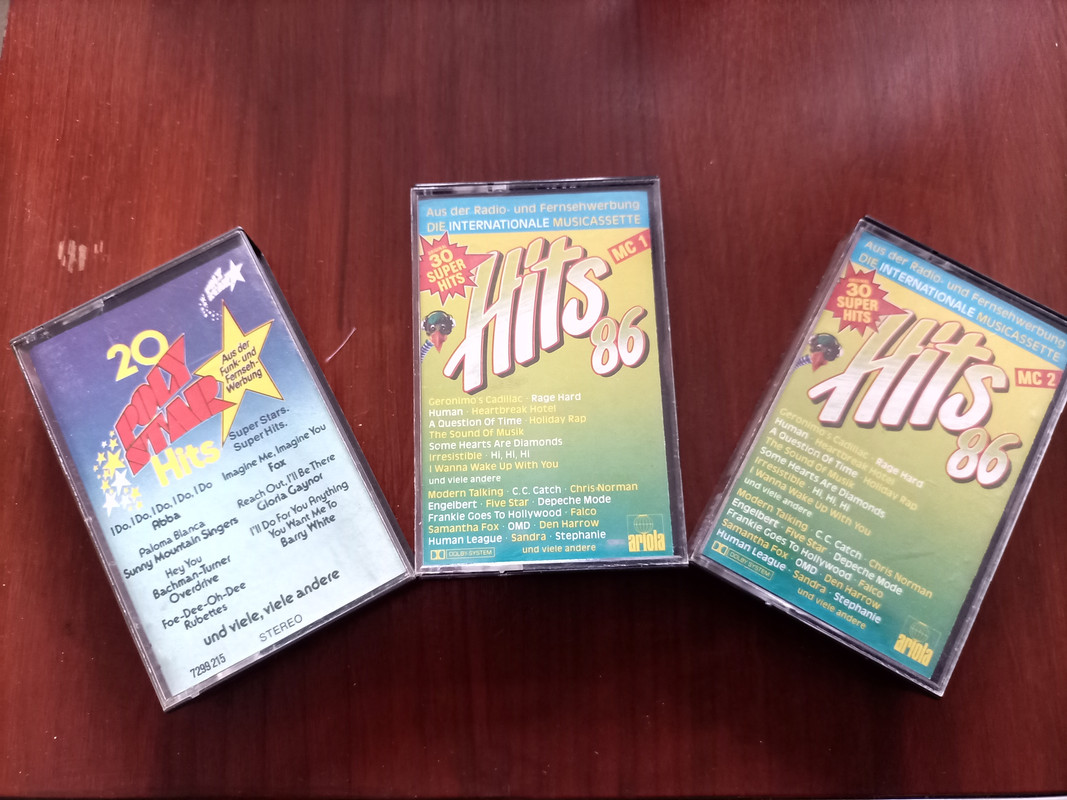 20
POLY
STAR
Hits
Aus der
Funk- und
Fernseh-
Werbung
Super Stars.
Super Hits.
I Do, I Do, I Do, I Do, I Do
Abba
Paloma Blanca
Sunny Mountain Singers
Hey You
Bachman-Turner
Overdrive
Foe-Dee-Oh-Dee
Rubettes
Imagine Me, Imagine You
Fox
Reach Out, I'll Be There
Gloria Gaynor
I'll Do For You Anything
You Want Me To
Barry White
und viele, viele andere
STEREO
7299 215
Aus der Radio- und Fernsehwerbung
DIE INTERNATIONALE MUSICASSETTE
30
SUPER
HITS
Hits
86
MC 1
Geronimo's Cadillac · Rage Hard
Human · Heartbreak Hotel
A Question Of Time · Holiday Rap
The Sound Of Musik
Some Hearts Are Diamonds
Irresistible · Hi, Hi, Hi
I Wanna Wake Up With You
und viele andere
Modern Talking · C.C. Catch · Chris Norman
Engelbert · Five Star · Depeche Mode
Frankie Goes To Hollywood · Falco
Samantha Fox · OMD · Den Harrow
Human League · Sandra · Stephanie
und viele andere
DOLBY SYSTEM
ariola
Aus der Radio- und Fernsehwerbung
DIE INTERNATIONALE MUSICASSETTE
30
SUPER
HITS
Hits
86
MC 2
Geronimo's Cadillac · Rage Hard
Human · Heartbreak Hotel
A Question Of Time · Holiday Rap
The Sound Of Musik
Some Hearts Are Diamonds
Irresistible · Hi, Hi, Hi
I Wanna Wake Up With You
und viele andere
Modern Talking · C.C. Catch · Chris Norman
Engelbert · Five Star · Depeche Mode
Frankie Goes To Hollywood · Falco
Samantha Fox · OMD · Den Harrow
Human League · Sandra · Stephanie
und viele andere
DOLBY SYSTEM
ariola